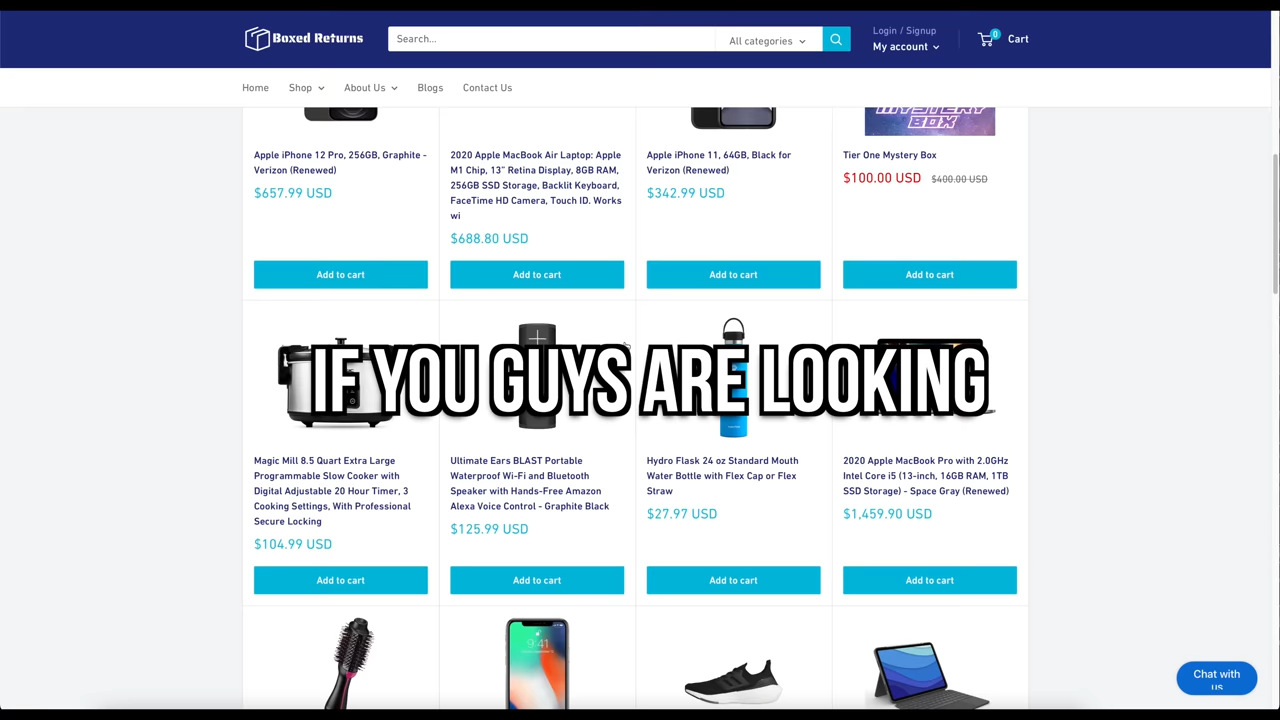 Boxed Returns
Search...
All categories
Login / Signup
My account
0
Cart
Home
Shop
About Us
Blogs
Contact Us
MYSTERY
BOX
Apple iPhone 12 Pro, 256GB, Graphite -
Verizon (Renewed)
$657.99 USD
Add to cart
2020 Apple MacBook Air Laptop: Apple
M1 Chip, 13" Retina Display, 8GB RAM,
256GB SSD Storage, Backlit Keyboard,
FaceTime HD Camera, Touch ID. Works
wi
$688.80 USD
Add to cart
Apple iPhone 11, 64GB, Black for
Verizon (Renewed)
$342.99 USD
Add to cart
Tier One Mystery Box
$100.00 USD $400.00 USD
Add to cart
IF YOU GUYS ARE LOOKING
Magic Mill 8.5 Quart Extra Large
Programmable Slow Cooker with
Digital Adjustable 20 Hour Timer, 3
Cooking Settings, With Professional
Secure Locking
$104.99 USD
Add to cart
Ultimate Ears BLAST Portable
Waterproof Wi-Fi and Bluetooth
Speaker with Hands-Free Amazon
Alexa Voice Control - Graphite Black
$125.99 USD
Add to cart
Hydro Flask 24 oz Standard Mouth
Water Bottle with Flex Cap or Flex
Straw
$27.97 USD
Add to cart
2020 Apple MacBook Pro with 2.0GHz
Intel Core i5 (13-inch, 16GB RAM, 1TB
SSD Storage) - Space Gray (Renewed)
$1,459.90 USD
Add to cart
9:41
Chat with
us